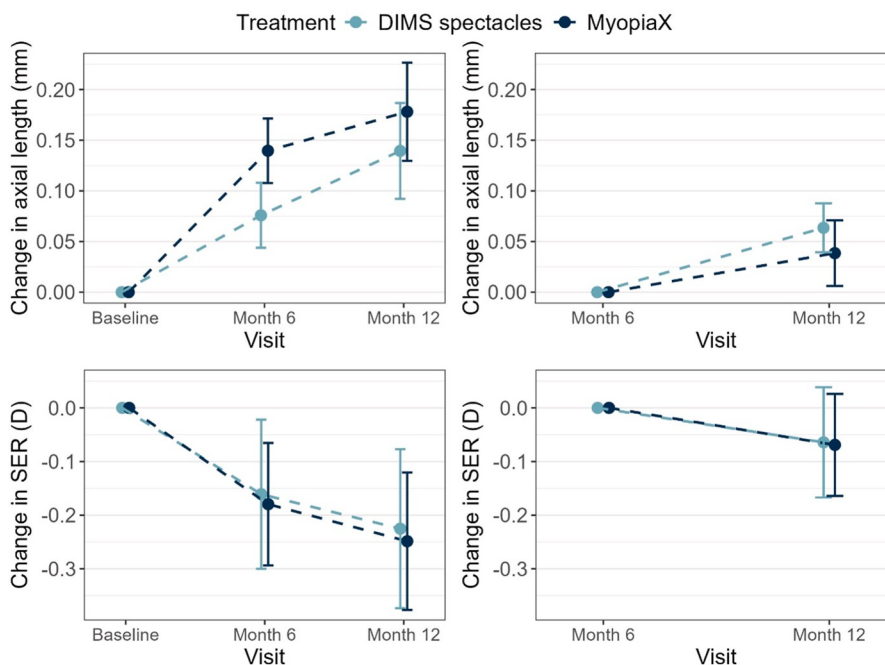 Treatment DIMS spectacles MyopiaX
Change in axial length (mm)
0.20
0.15
0.10
0.05
0.00
Baseline Month 6 Month 12
Visit
Change in axial length (mm)
0.20
0.15
0.10
0.05
0.00
Month 6 Month 12
Visit
Change in SER (D)
0.0
-0.1
-0.2
-0.3
Baseline Month 6 Month 12
Visit
Change in SER (D)
0.0
-0.1
-0.2
-0.3
Month 6 Month 12
Visit